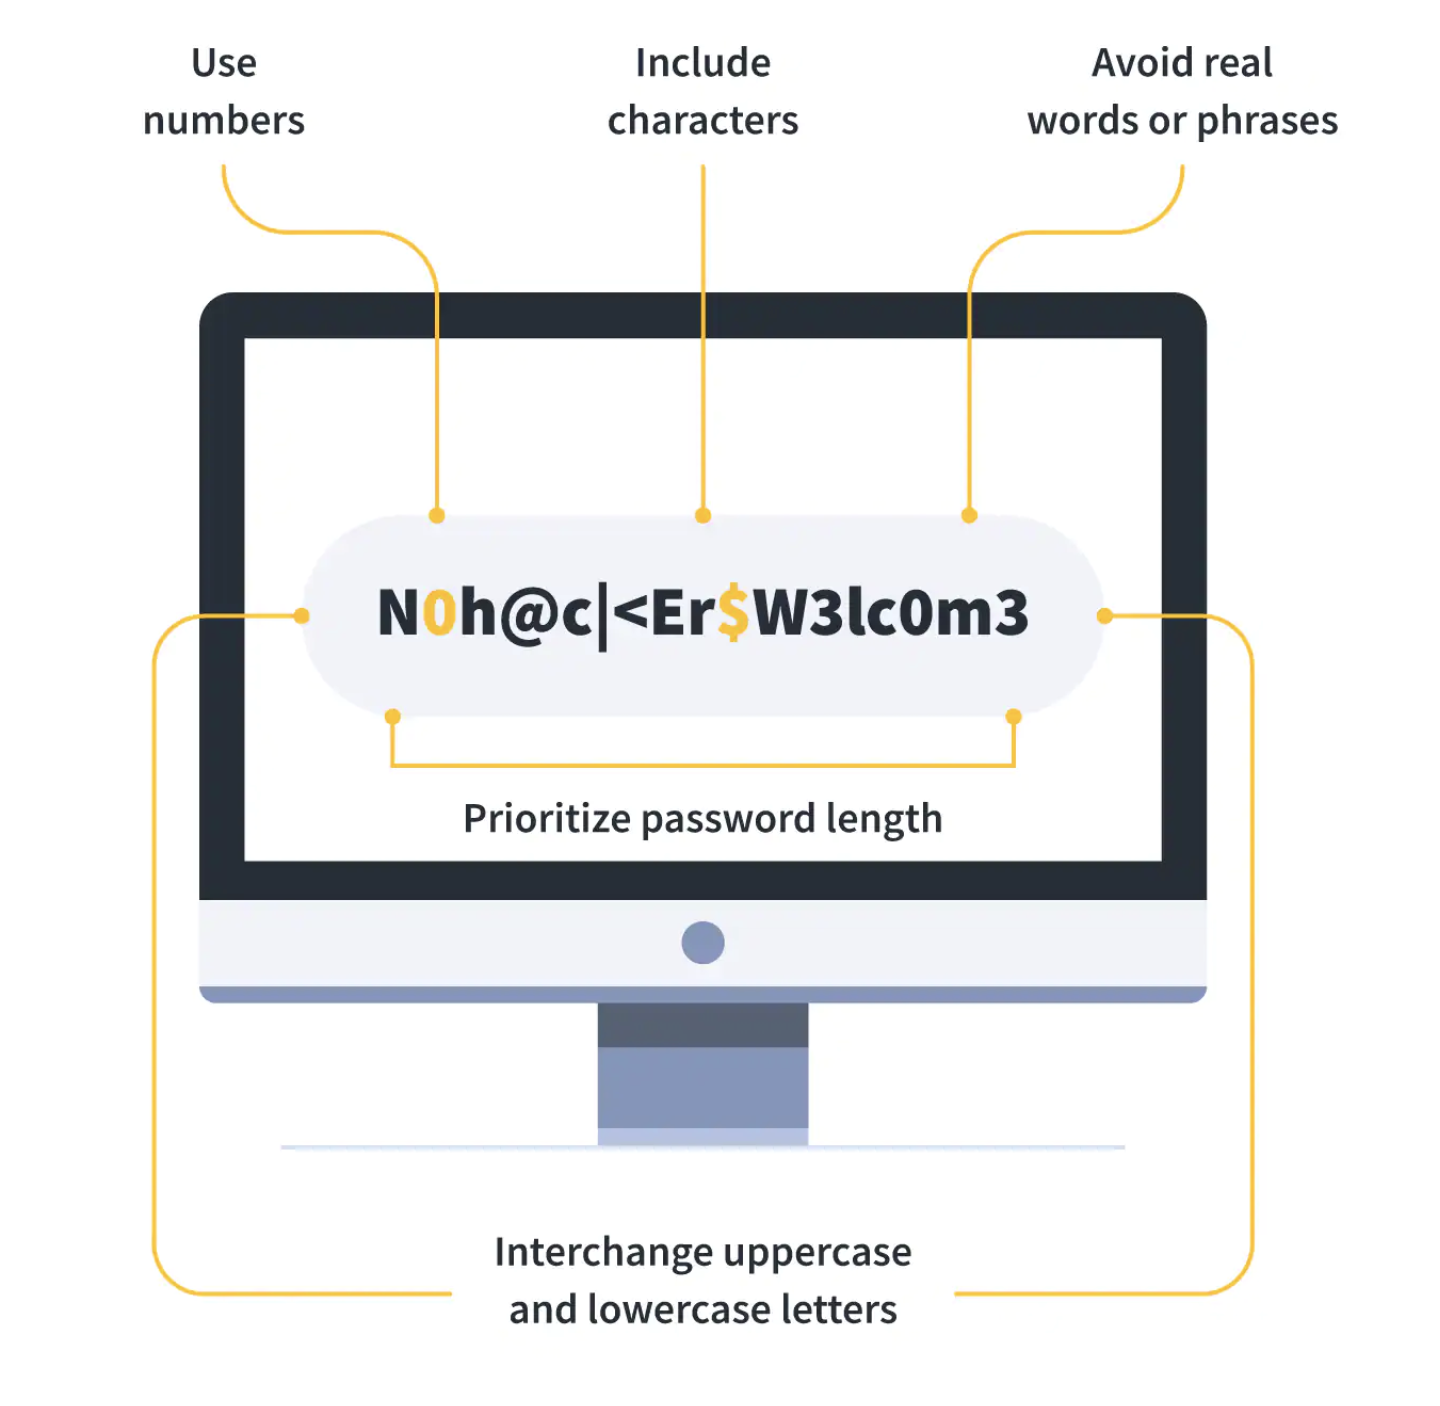 Use
numbers
Include
characters
Avoid real
words or phrases
N0h@c|<Er$W3lc0m3
Prioritize password length
Interchange uppercase
and lowercase letters